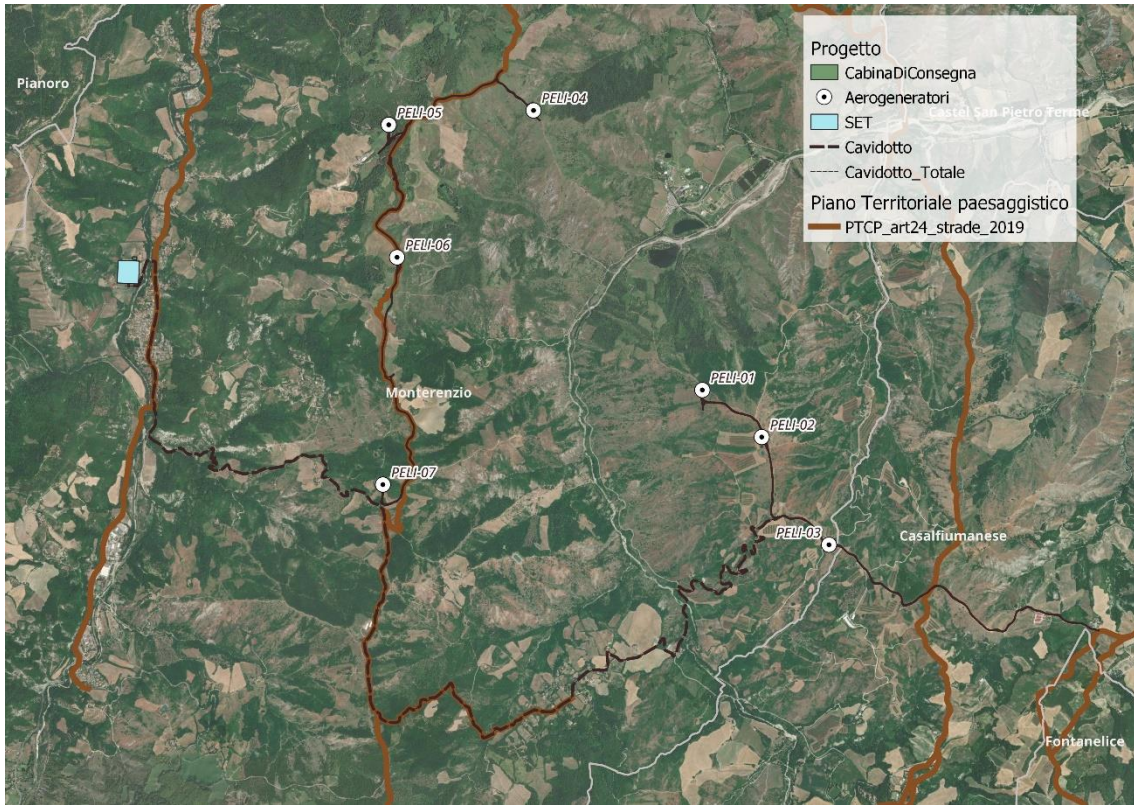 Progetto
CabinaDiConsegna
Aerogeneratori
SET
Cavidotto
Cavidotto_Totale
Piano Territoriale paesaggistico
PTCP_art24_strade_2019
Pianoro
PELI-04
PELI-05
Castel San Pietro Terme
PELI-06
PELI-01
Monterenzio
PELI-02
PELI-07
PELI-03
Casalfiumanese
Fontanelice